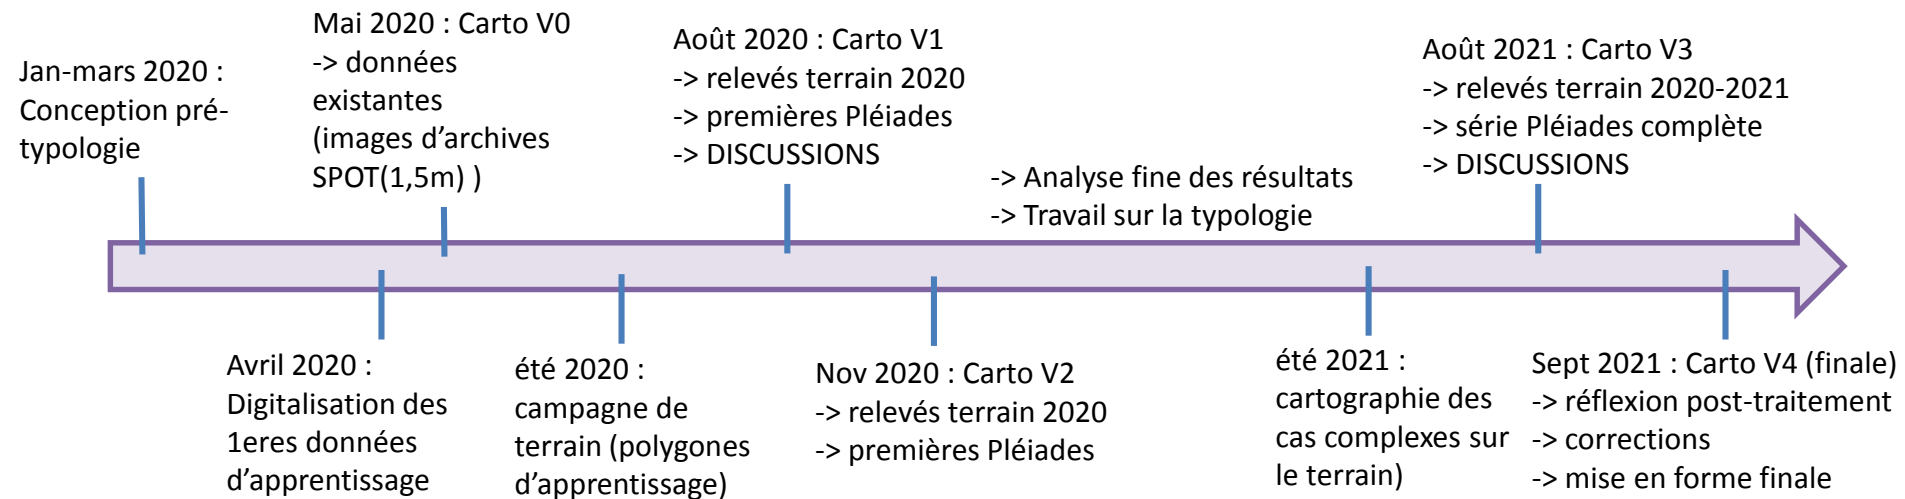 Jan-mars 2020 :
Conception pré-
typologie
Mai 2020 : Carto V0
-> données
existantes
(images d'archives
SPOT(1,5m) )
Août 2020 : Carto V1
-> relevés terrain 2020
-> premières Pléiades
-> DISCUSSIONS
-> Analyse fine des résultats
-> Travail sur la typologie
Août 2021 : Carto V3
-> relevés terrain 2020-2021
-> série Pléiades complète
-> DISCUSSIONS
Avril 2020 :
Digitalisation des
1eres données
d'apprentissage
été 2020 :
campagne de
terrain (polygones
d'apprentissage)
Nov 2020 : Carto V2
-> relevés terrain 2020
-> premières Pléiades
été 2021 :
cartographie des
cas complexes sur
le terrain)
Sept 2021 : Carto V4 (finale)
-> réflexion post-traitement
-> corrections
-> mise en forme finale